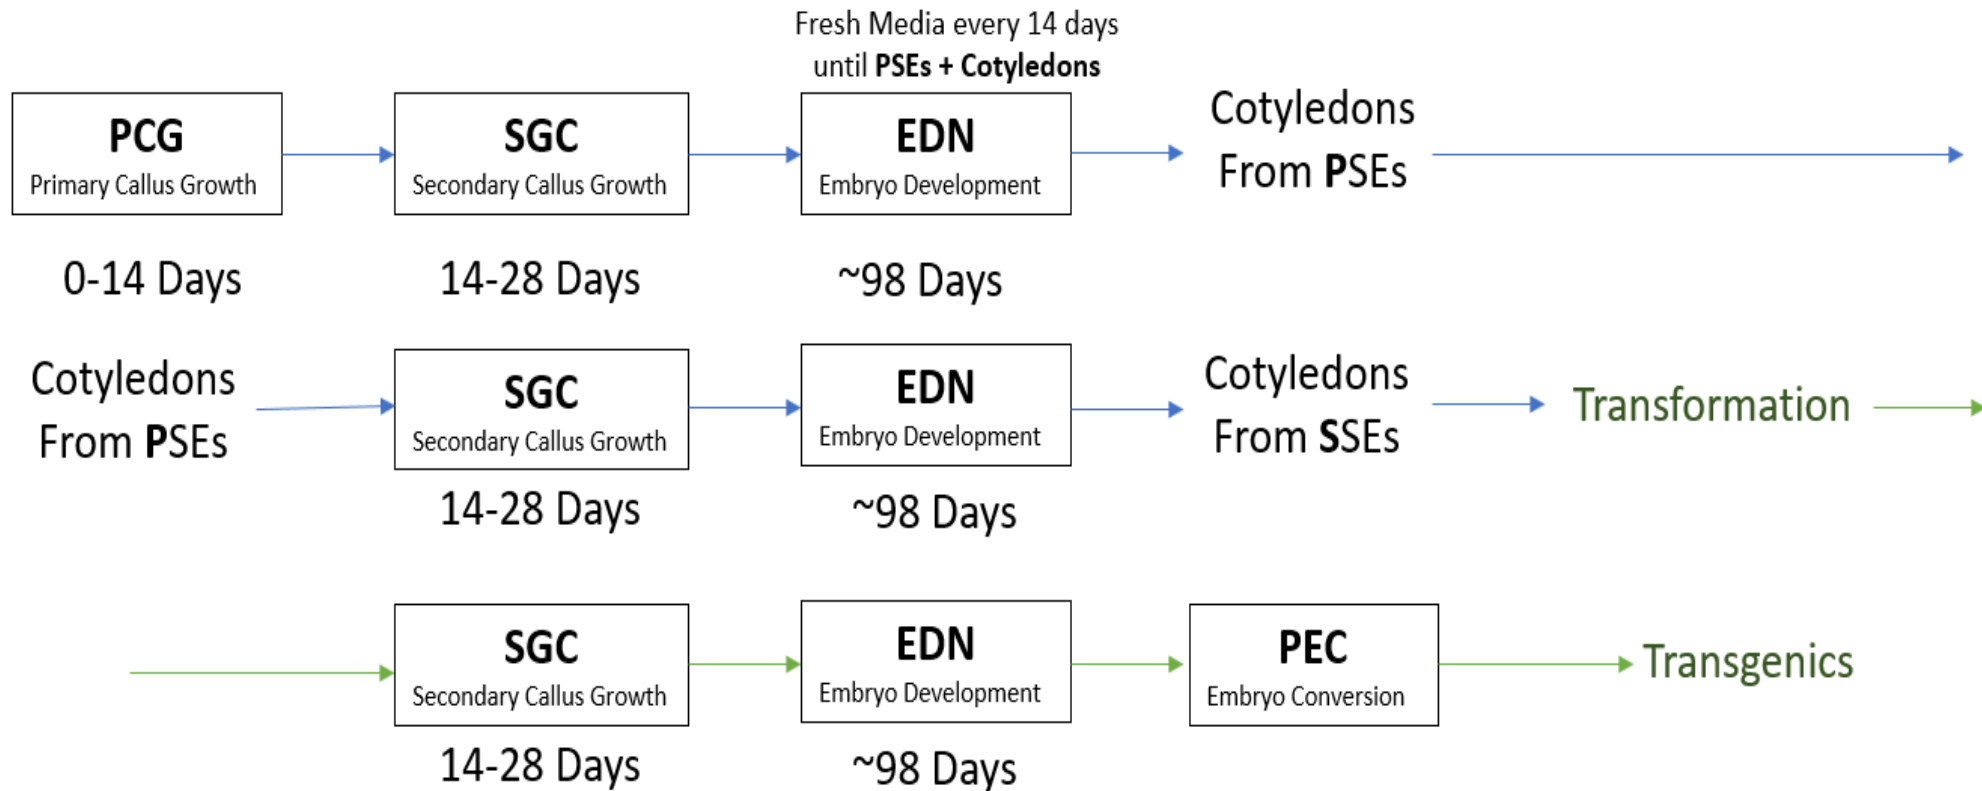 Fresh Media every 14 days
until PSEs + Cotyledons
PCG
Primary Callus Growth
SGC
Secondary Callus Growth
EDN
Embryo Development
Cotyledons
From PSEs
0-14 Days
14-28 Days
~98 Days
Cotyledons
From PSEs
SGC
Secondary Callus Growth
EDN
Embryo Development
Cotyledons
From SSEs
Transformation
14-28 Days
~98 Days
SGC
Secondary Callus Growth
EDN
Embryo Development
PEC
Embryo Conversion
Transgenics
14-28 Days
~98 Days